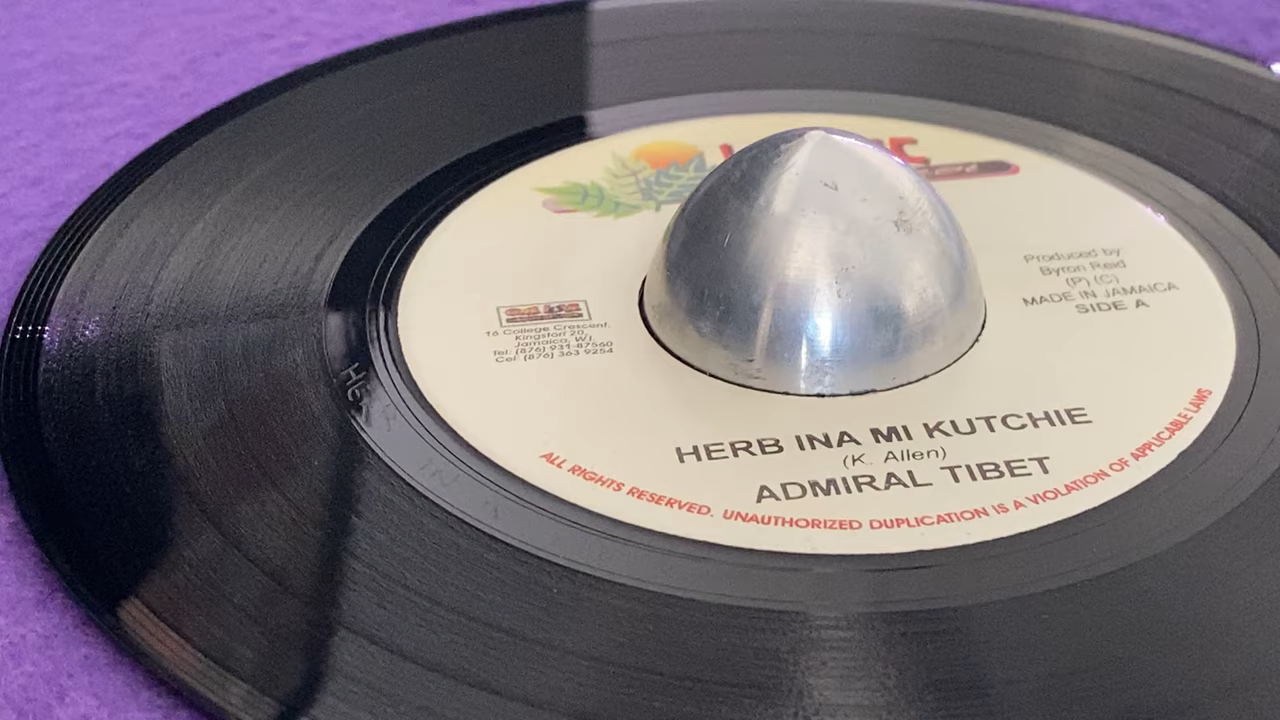 Produced by:
Byron Reid
(P) (C)
MADE IN JAMAICA
SIDE A
16 College Crescent,
Kingston 20,
Jamaica, W.I.
Tel: (876) 931-87560
Cel: (876) 363 9254
HERB INA MI KUTCHIE
(K. Allen)
ADMIRAL TIBET
ALL RIGHTS RESERVED. UNAUTHORIZED DUPLICATION IS A VIOLATION OF APPLICABLE LAWS